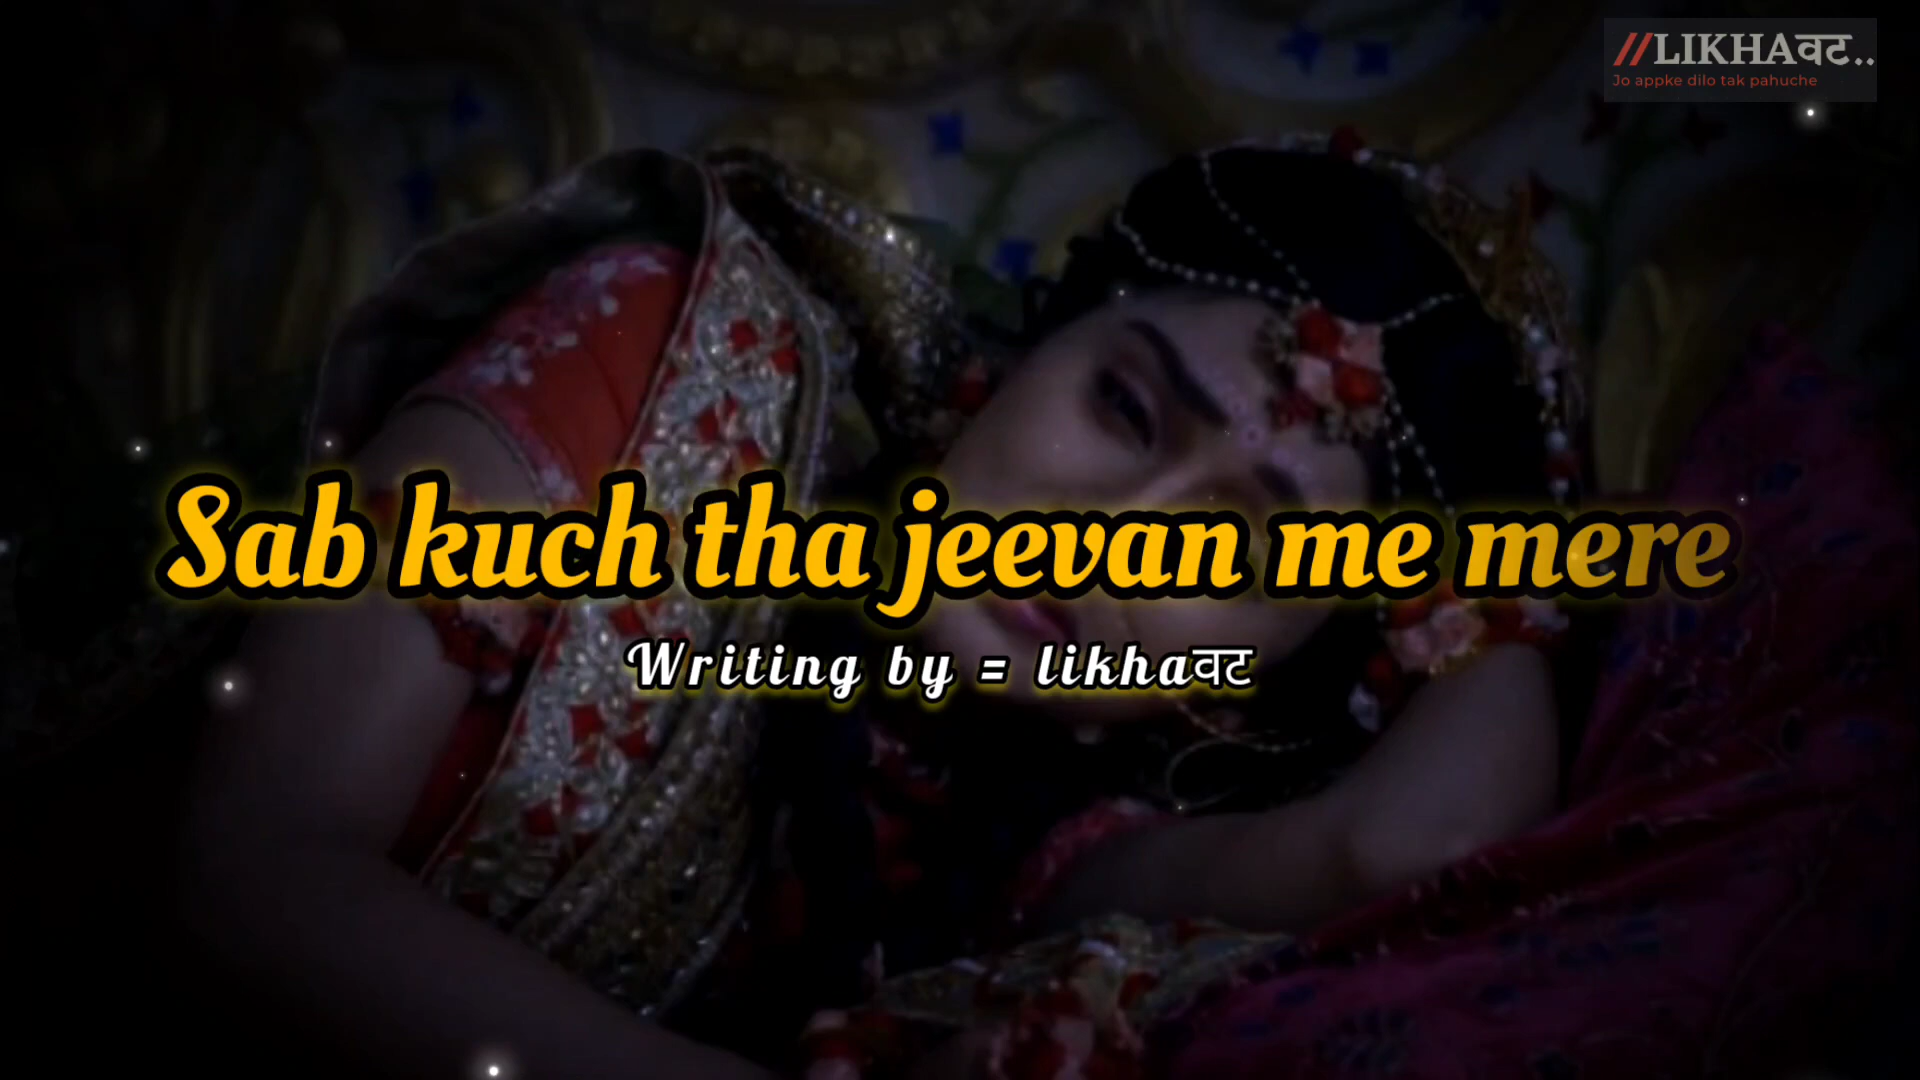 //LIKHAवट..
Jo appke dilo tak pahuche
Sab kuch tha jeevan me mere
Writing by = likhaवट